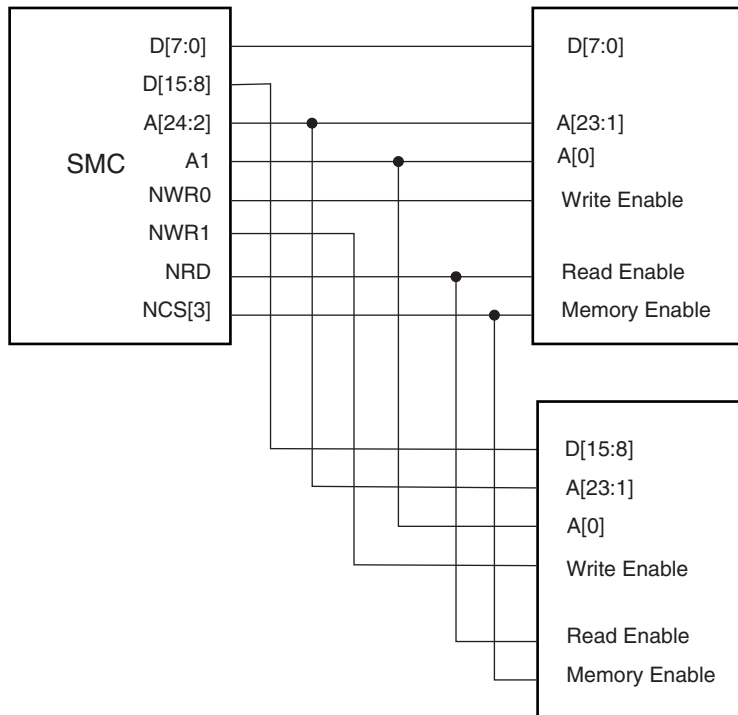 D[7:0]
D[15:8]
A[24:2]
SMC
A1
NWR0
NWR1
NRD
NCS[3]
D[7:0]
A[23:1]
A[0]
Write Enable
Read Enable
Memory Enable
D[15:8]
A[23:1]
A[0]
Write Enable
Read Enable
Memory Enable